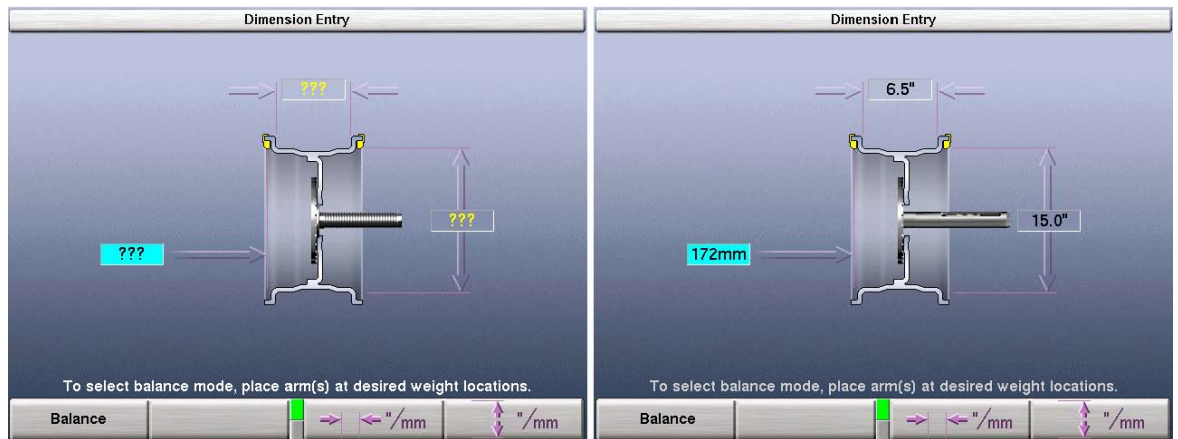 Dimension Entry
???
???
???
To select balance mode, place arm(s) at desired weight locations.
Balance
"/mm
"/mm
Dimension Entry
6.5"
15.0"
172mm
To select balance mode, place arm(s) at desired weight locations.
Balance
"/mm
"/mm